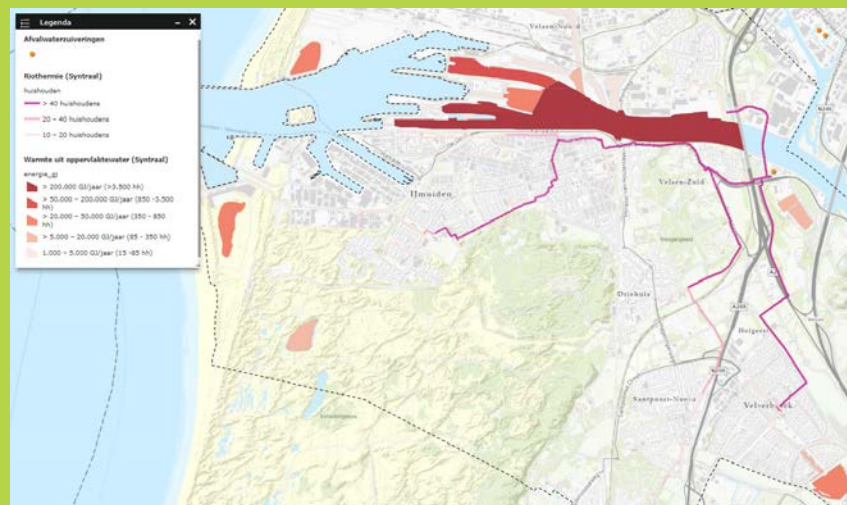 Legenda
Afvalwaterzuiveringen
Riothermie (Syntraal)
huishouden
> 40 huishoudens
20 - 40 huishoudens
10 - 20 huishoudens
Warmte uit oppervlaktewater (Syntraal)
energie_gj
> 200.000 GJ/jaar (>3.500 hh)
> 50.000 - 200.000 GJ/jaar (850 -3.500
hh)
> 20.000 - 50.000 GJ/jaar (350 - 850
hh)
> 5.000 - 20.000 GJ/jaar (85 - 350 hh)
1.000 - 5.000 GJ/jaar (15 -85 hh)
Velsen-Noord
IJmuiden
Velsen-Zuid
Driehuis
Santpoort-Noord
Velserbroek